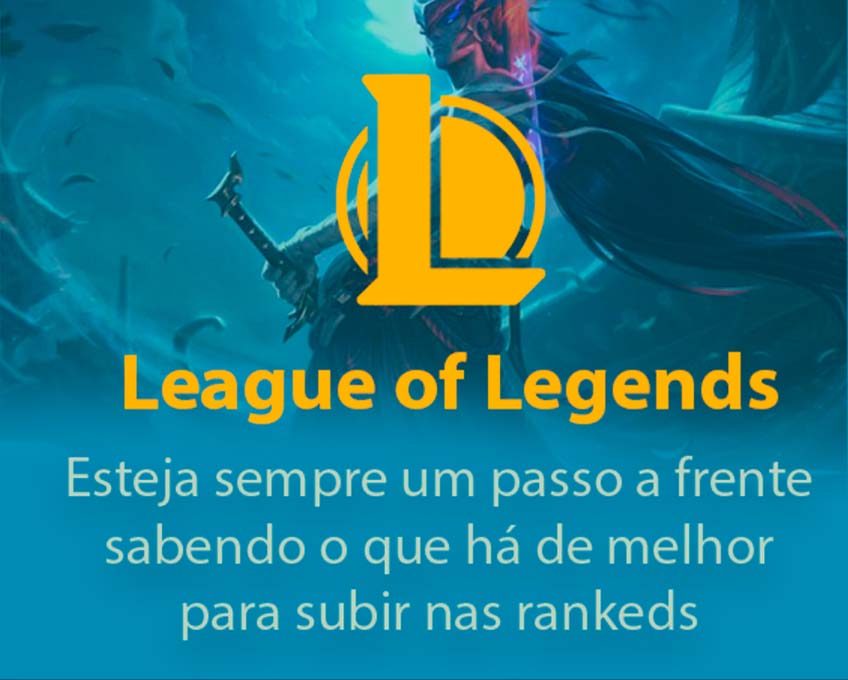 League of Legends
Esteja sempre um passo a frente
sabendo o que há de melhor
para subir nas rankeds